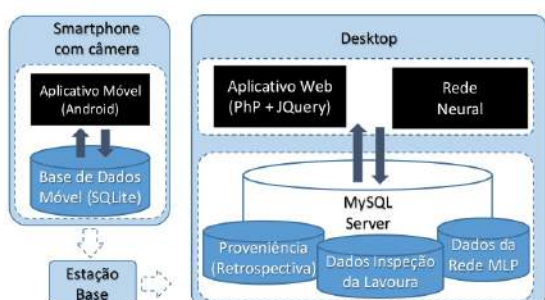 Smartphone
com câmera
Aplicativo Móvel
(Android)
Base de Dados
Móvel (SQLite)
Estação
Base
Desktop
Aplicativo Web
(PhP + JQuery)
Rede
Neural
MySQL
Server
Proveniência
(Retrospectiva)
Dados Inspeção
da Lavoura
Dados da
Rede MLP